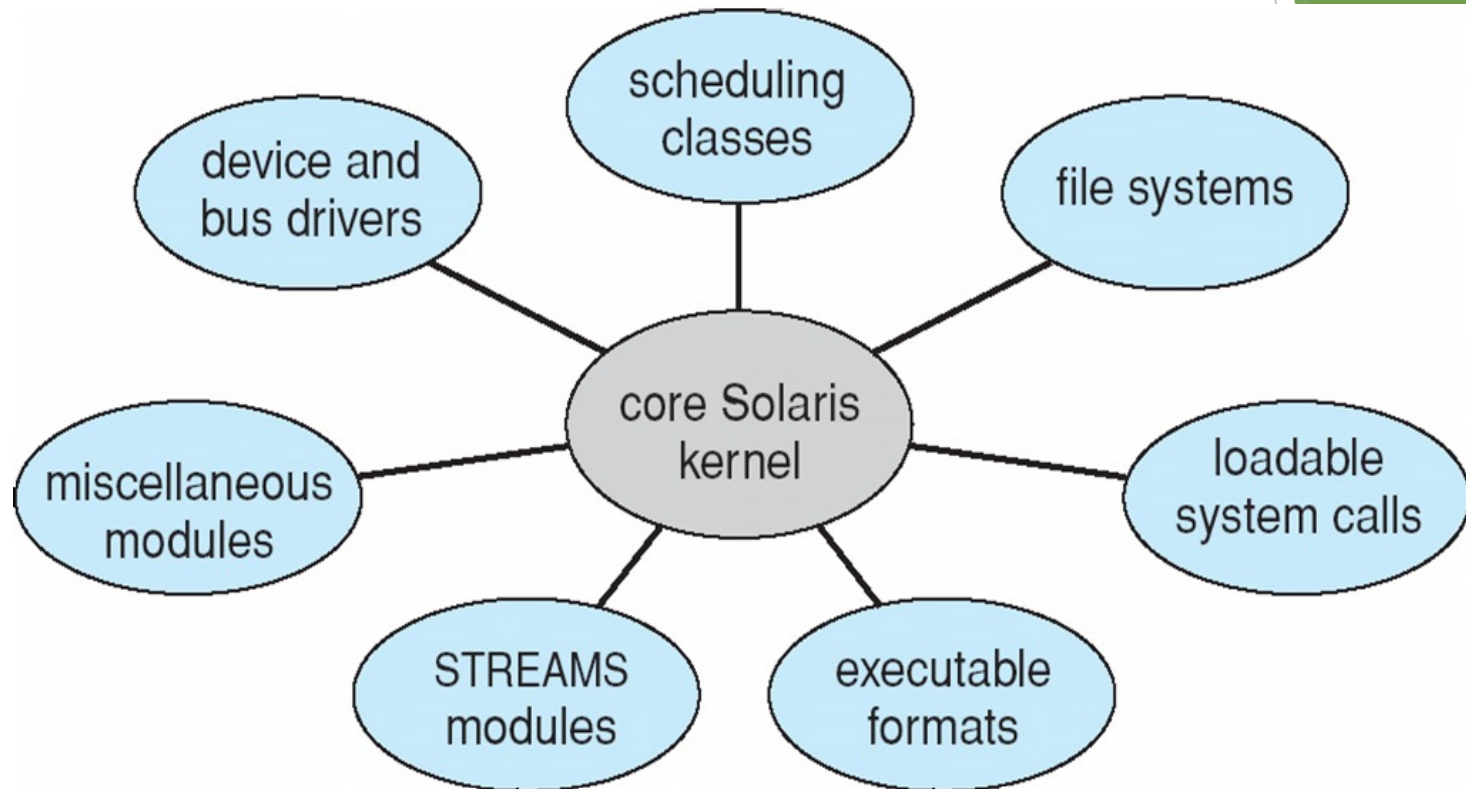 scheduling
classes
device and
bus drivers
file systems
core Solaris
kernel
miscellaneous
modules
loadable
system calls
STREAMS
modules
executable
formats